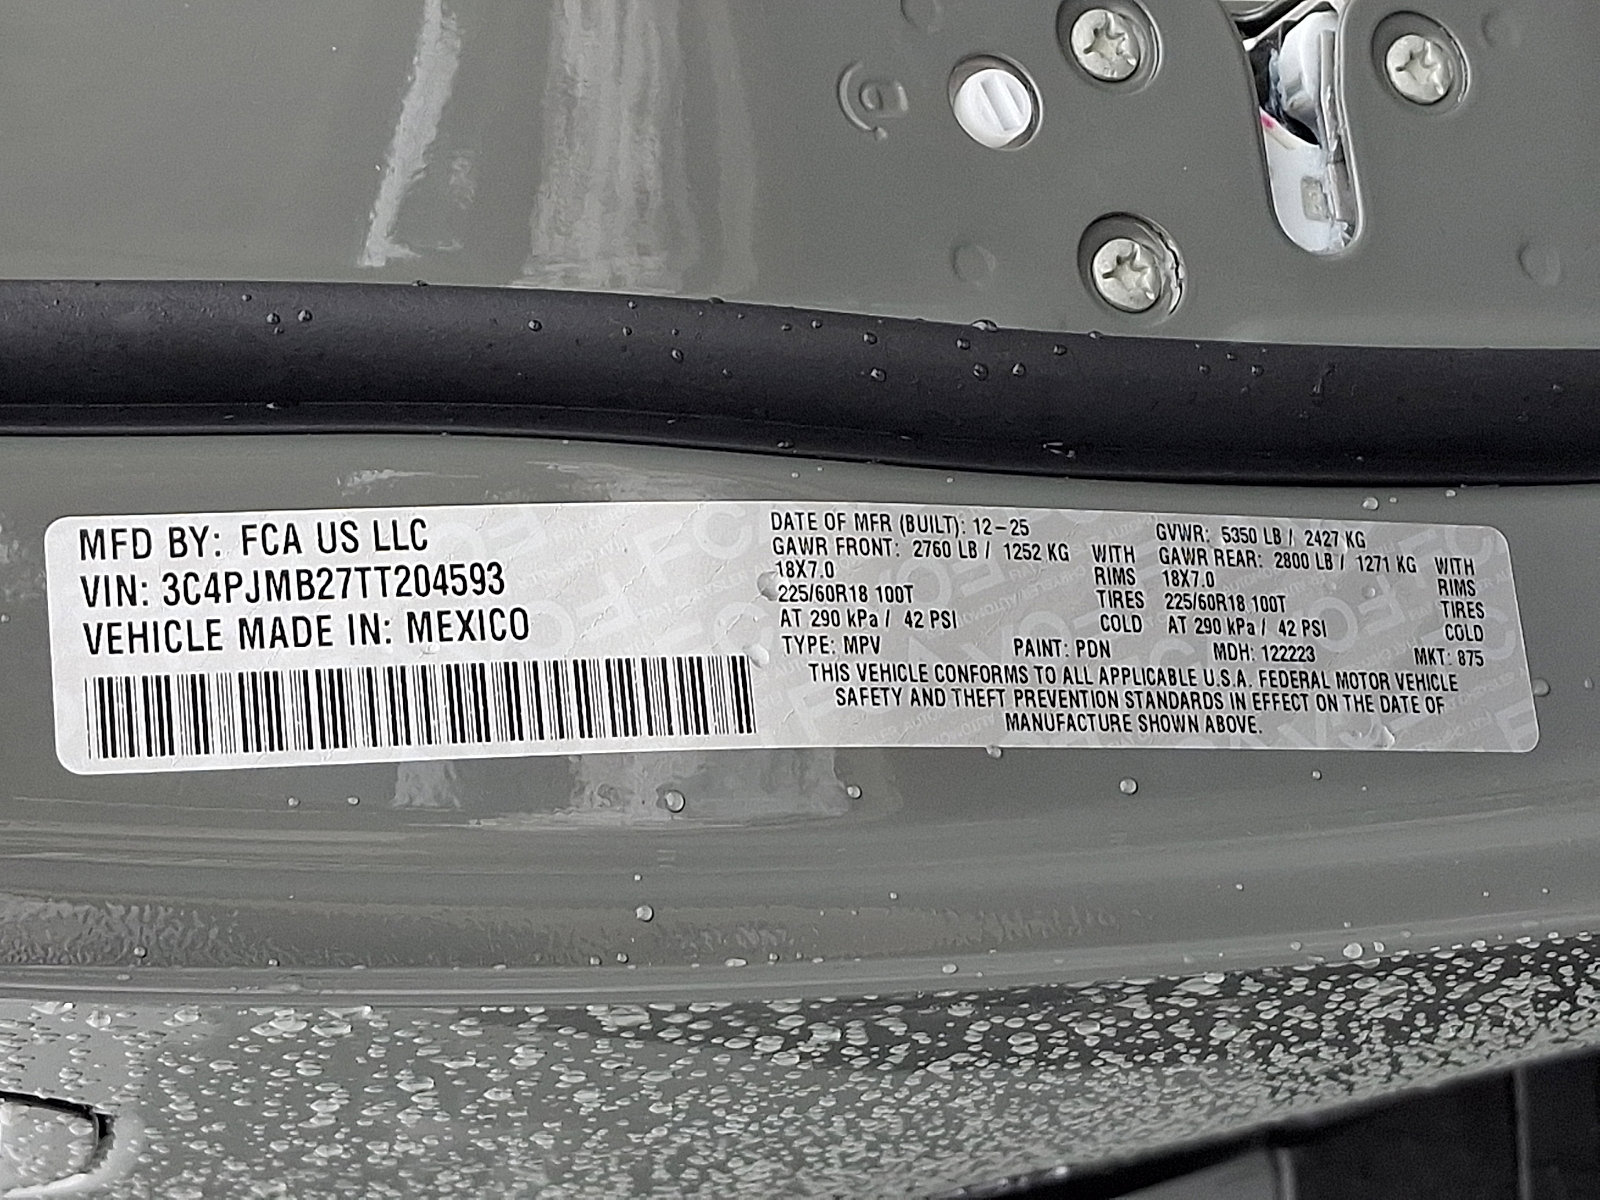 MFD BY: FCA US LLC
VIN: 3C4PJMB27TT204593
VEHICLE MADE IN: MEXICO
DATE OF MFR (BUILT): 12-25 GVWR: 5350 LB / 2427 KG
GAWR FRONT: 2760 LB / 1252 KG WITH GAWR REAR: 2800 LB / 1271 KG WITH
18X7.0 RIMS 18X7.0 RIMS
225/60R18 100T TIRES 225/60R18 100T TIRES
AT 290 kPa / 42 PSI COLD AT 290 kPa / 42 PSI COLD
TYPE: MPV PAINT: PDN MDH: 122223 MKT: 875
THIS VEHICLE CONFORMS TO ALL APPLICABLE U.S.A. FEDERAL MOTOR VEHICLE
SAFETY AND THEFT PREVENTION STANDARDS IN EFFECT ON THE DATE OF
MANUFACTURE SHOWN ABOVE.